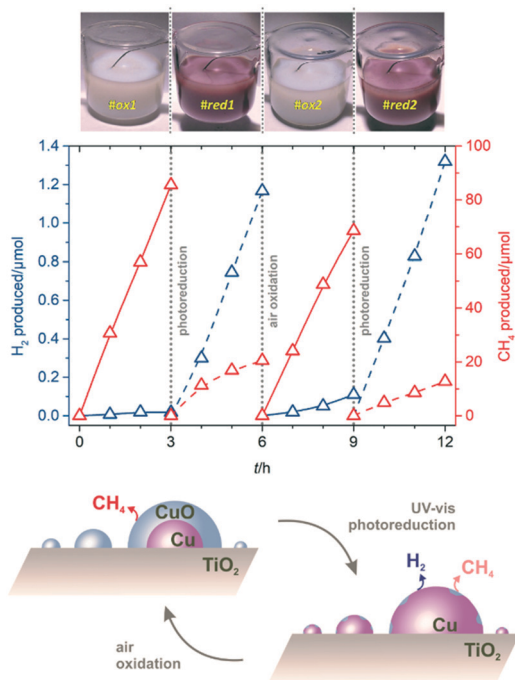 #ox1 #red1 #ox2 #red2
1.4
1.2
1.0
0.8
0.6
0.4
0.2
0.0
H₂ produced/µmol
photoreduction
air oxidation
photoreduction
100
80
60
40
20
0
CH₄ produced/µmol
0 3 6 9 12
t/h
CH₄
CuO
Cu
TiO₂
UV-vis
photoreduction
H₂
CH₄
Cu
TiO₂
air
oxidation